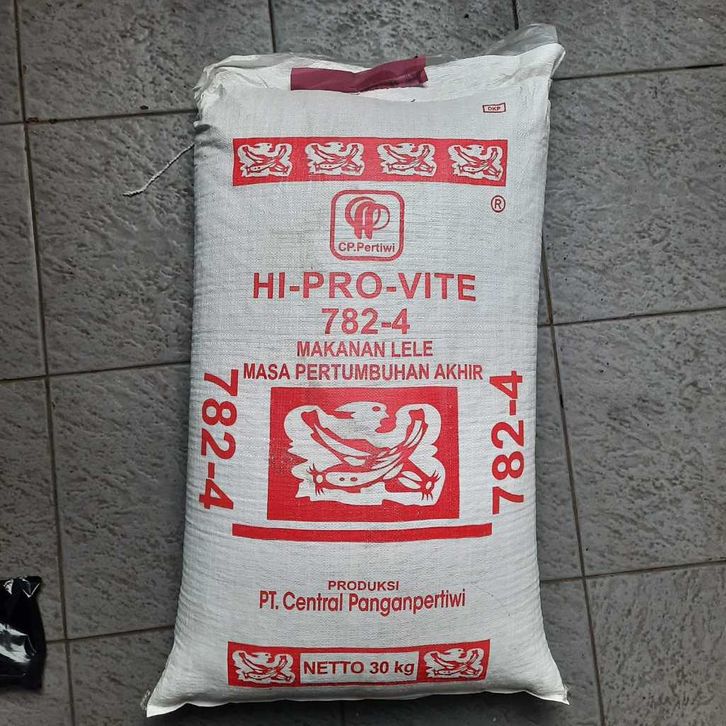 DKP
®
CP.Pertiwi
HI-PRO-VITE
782-4
MAKANAN LELE
MASA PERTUMBUHAN AKHIR
782-4
782-4
PRODUKSI
PT. Central Panganpertiwi
NETTO 30 kg